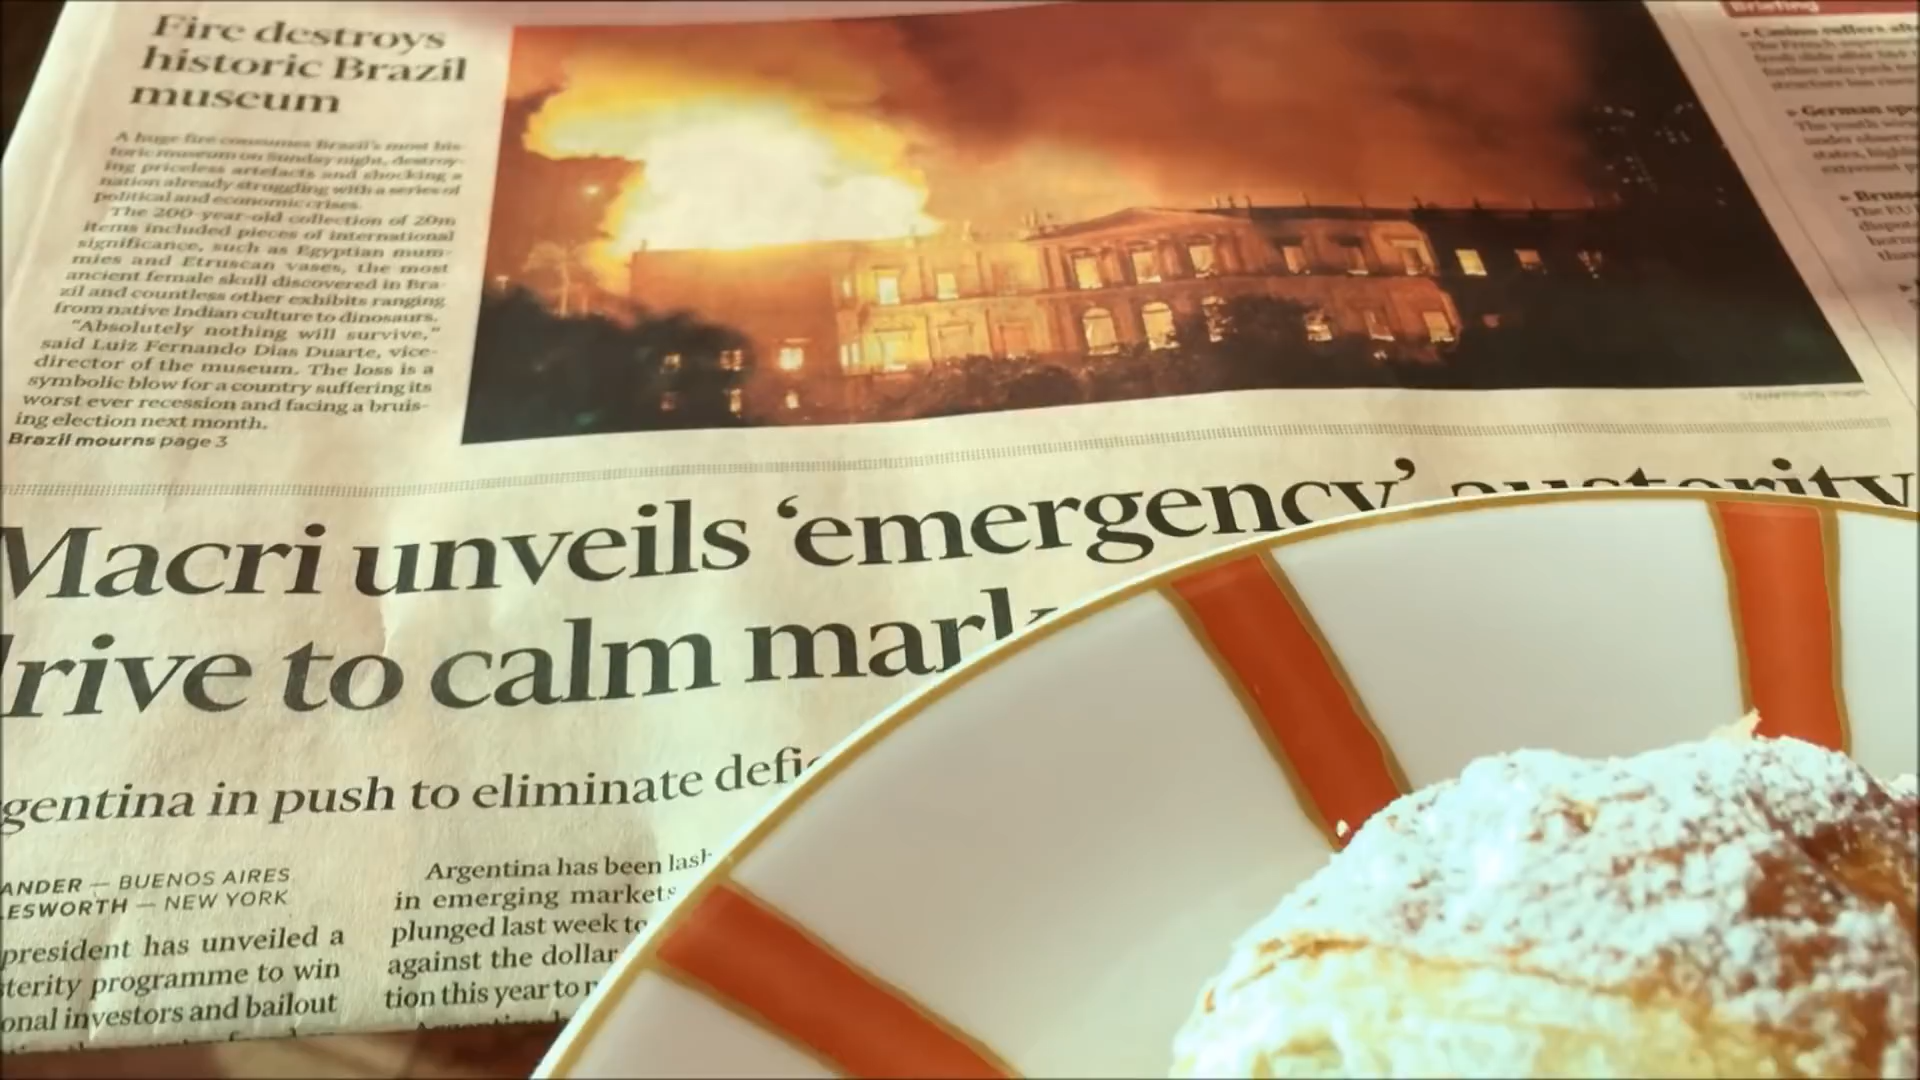 Fire destroys
historic Brazil
museum
A huge fire consumes Brazil's most his-
toric museum on Sunday night, destroy-
ing priceless artefacts and shocking a
nation already struggling with a series of
political and economic crises.
The 200-year-old collection of 20m
items included pieces of international
significance, such as Egyptian mum-
mies and Etruscan vases, the most
ancient female skull discovered in Bra-
zil and countless other exhibits ranging
from native Indian culture to dinosaurs.
"Absolutely nothing will survive,"
said Luiz Fernando Dias Duarte, vice-
director of the museum. The loss is a
symbolic blow for a country suffering its
worst ever recession and facing a bruis-
ing election next month.
Brazil mourns page 3
Briefing
Macri unveils 'emergency' austerity
rive to calm mark
gentina in push to eliminate defic
ANDER — BUENOS AIRES
LESWORTH — NEW YORK
president has unveiled a
terity programme to win
onal investors and bailout
Argentina has been lash
in emerging markets
plunged last week to
against the dollar
tion this year to